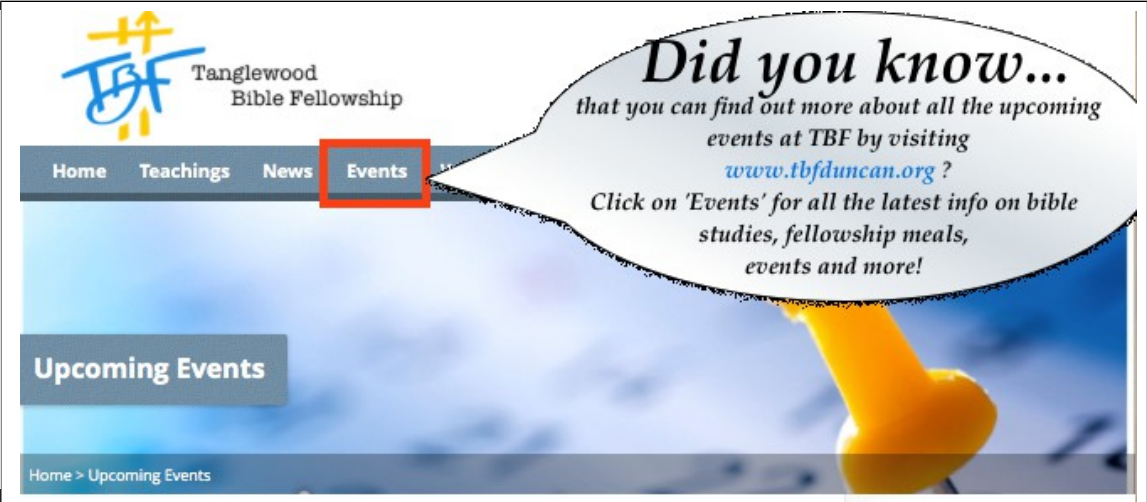 TBF
Tanglewood
Bible Fellowship
Did you know...
that you can find out more about all the upcoming
events at TBF by visiting
www.tbfduncan.org ?
Click on 'Events' for all the latest info on bible
studies, fellowship meals,
events and more!
Home Teachings News Events
Upcoming Events
Home > Upcoming Events